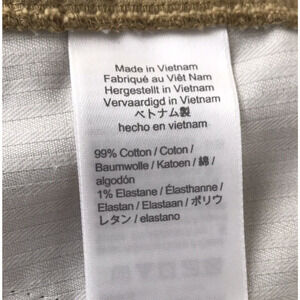 Made in Vietnam
Fabriqué au Viêt Nam
Hergestellt in Vietnam
Vervaardigd in Vietnam
ベトナム製
hecho en vietnam
99% Cotton / Coton /
Baumwolle / Katoen / 綿 /
algodón
1% Elastane / Élasthanne /
Elastan / Elastaan / ポリウ
レタン / elastano